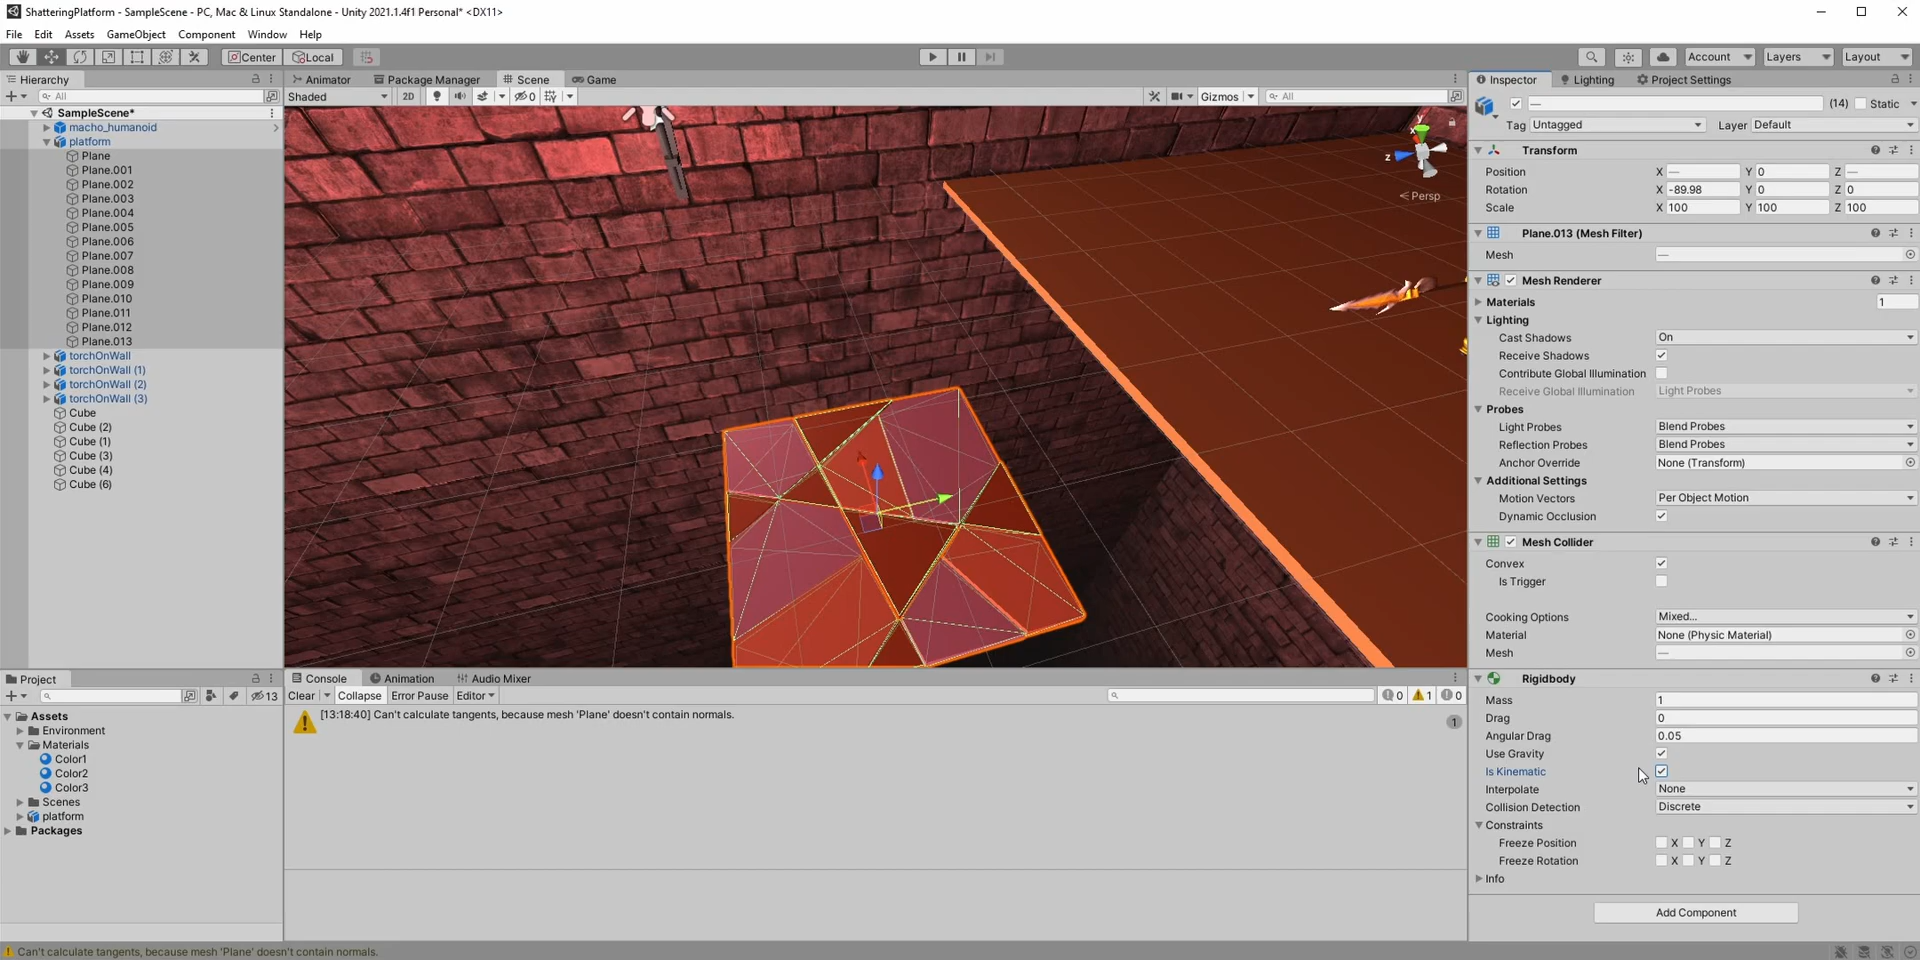 ShatteringPlatform - SampleScene - PC, Mac & Linux Standalone - Unity 2021.1.4f1 Personal* <DX11>
File Edit Assets GameObject Component Window Help
Center Local Account Layers Layout
Hierarchy
All
SampleScene*
macho_humanoid
platform
Plane
Plane.001
Plane.002
Plane.003
Plane.004
Plane.005
Plane.006
Plane.007
Plane.008
Plane.009
Plane.010
Plane.011
Plane.012
Plane.013
torchOnWall
torchOnWall (1)
torchOnWall (2)
torchOnWall (3)
Cube
Cube (2)
Cube (1)
Cube (3)
Cube (4)
Cube (6)
Animator Package Manager Scene Game
Shaded 2D 0 Gizmos All
y
x
z
Persp
Project
13
Assets
Environment
Materials
Color1
Color2
Color3
Scenes
platform
Packages
Console Animation Audio Mixer
Clear Collapse Error Pause Editor 0 1 0
[13:18:40] Can't calculate tangents, because mesh 'Plane' doesn't contain normals.
1
Inspector Lighting Project Settings
— (14) Static
Tag Untagged Layer Default
Transform
Position X — Y 0 Z —
Rotation X -89.98 Y 0 Z 0
Scale X 100 Y 100 Z 100
Plane.013 (Mesh Filter)
Mesh —
Mesh Renderer
Materials 1
Lighting
Cast Shadows On
Receive Shadows
Contribute Global Illumination
Receive Global Illumination Light Probes
Probes
Light Probes Blend Probes
Reflection Probes Blend Probes
Anchor Override None (Transform)
Additional Settings
Motion Vectors Per Object Motion
Dynamic Occlusion
Mesh Collider
Convex
Is Trigger
Cooking Options Mixed...
Material None (Physic Material)
Mesh —
Rigidbody
Mass 1
Drag 0
Angular Drag 0.05
Use Gravity
Is Kinematic
Interpolate None
Collision Detection Discrete
Constraints
Freeze Position X Y Z
Freeze Rotation X Y Z
Info
Add Component
Can't calculate tangents, because mesh 'Plane' doesn't contain normals.